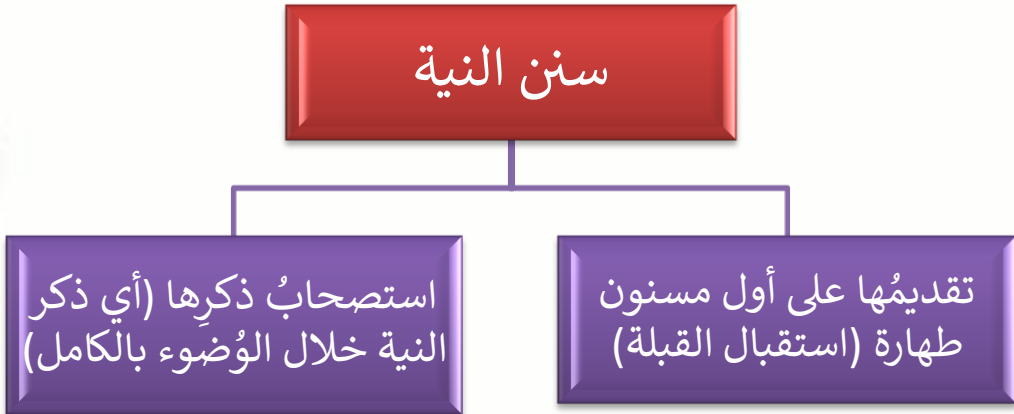 سنن النية
تقديمُها على أول مسنون
طهارة (استقبال القبلة)
استصحابُ ذكرِها (أي ذكر
النية خلال الوُضوء بالكامل)